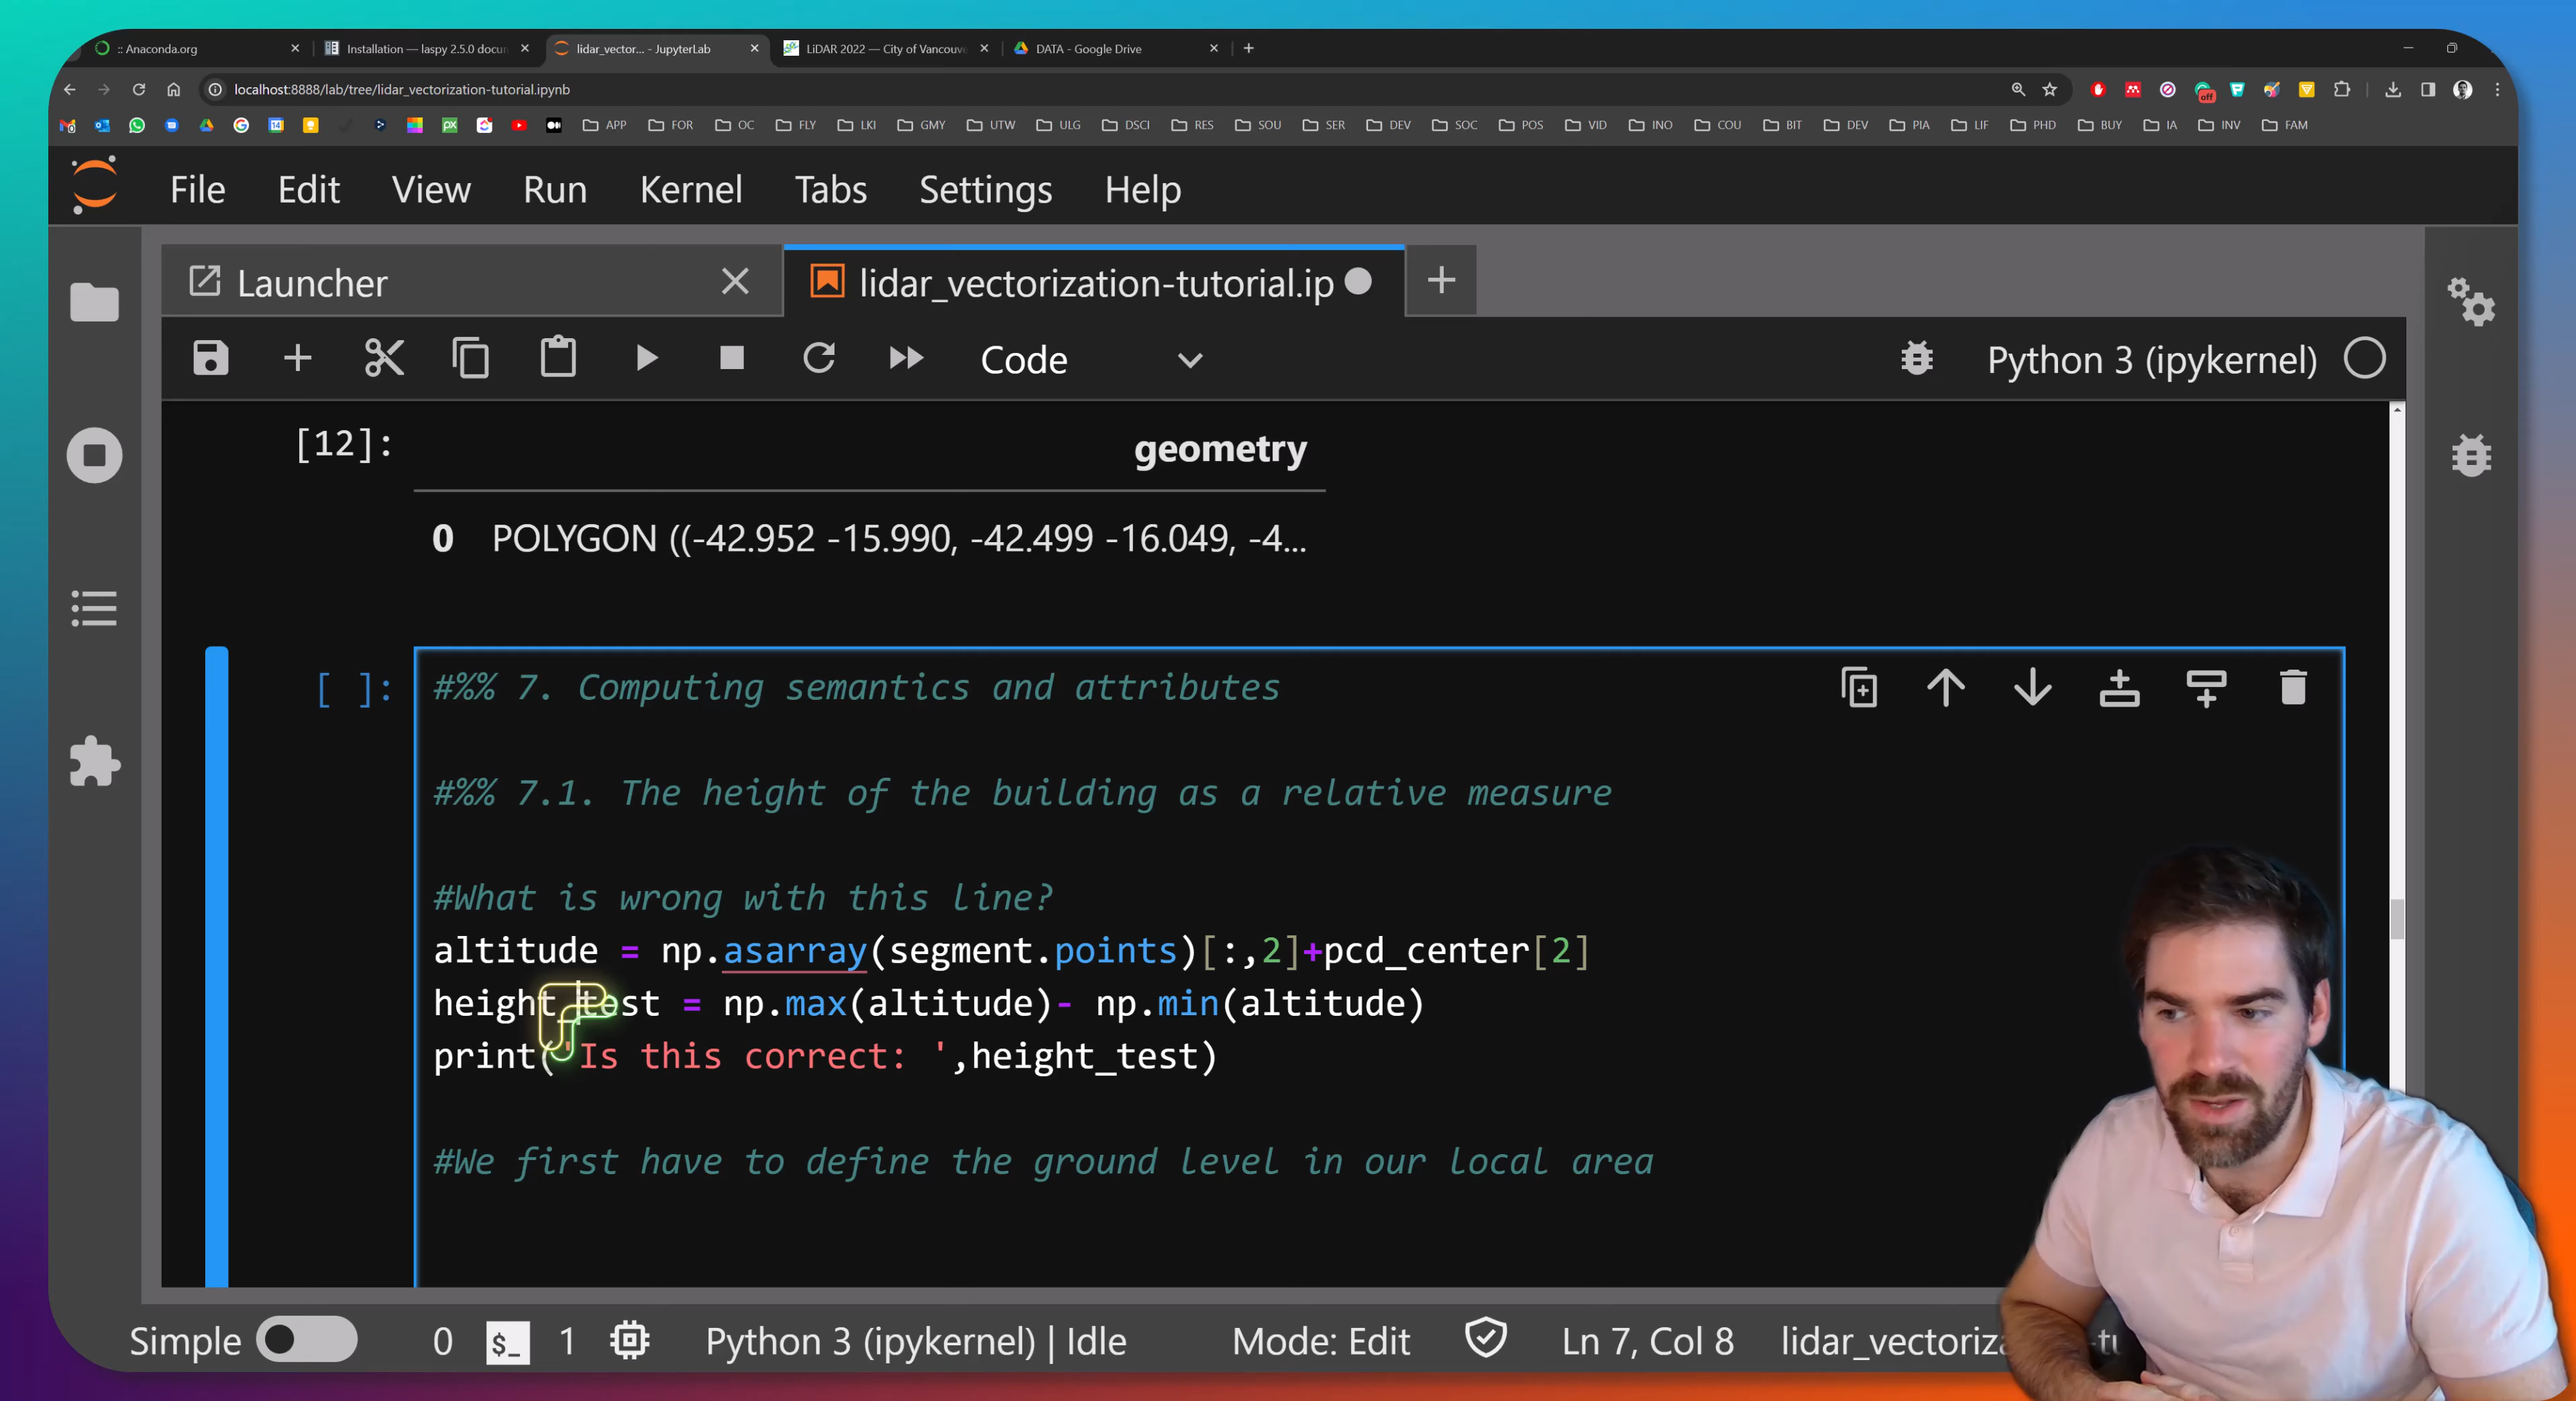 :: Anaconda.org
Installation — laspy 2.5.0 docun
lidar_vector... - JupyterLab
LiDAR 2022 — City of Vancouve
DATA - Google Drive
localhost:8888/lab/tree/lidar_vectorization-tutorial.ipynb
off
14
APP
FOR
OC
FLY
LKI
GMY
UTW
ULG
DSCI
RES
SOU
SER
DEV
SOC
POS
VID
INO
COU
BIT
DEV
PIA
LIF
PHD
BUY
IA
INV
FAM
File Edit View Run Kernel Tabs Settings Help
Launcher
lidar_vectorization-tutorial.ip
Code
Python 3 (ipykernel)
[12]:
geometry
0 POLYGON ((-42.952 -15.990, -42.499 -16.049, -4...
[ ]:
#%% 7. Computing semantics and attributes
#%% 7.1. The height of the building as a relative measure
#What is wrong with this line?
altitude = np.asarray(segment.points)[:,2]+pcd_center[2]
height_test = np.max(altitude)- np.min(altitude)
print('Is this correct: ',height_test)
#We first have to define the ground level in our local area
Simple
0
$_
1
Python 3 (ipykernel) | Idle
Mode: Edit
Ln 7, Col 8
lidar_vectoriza